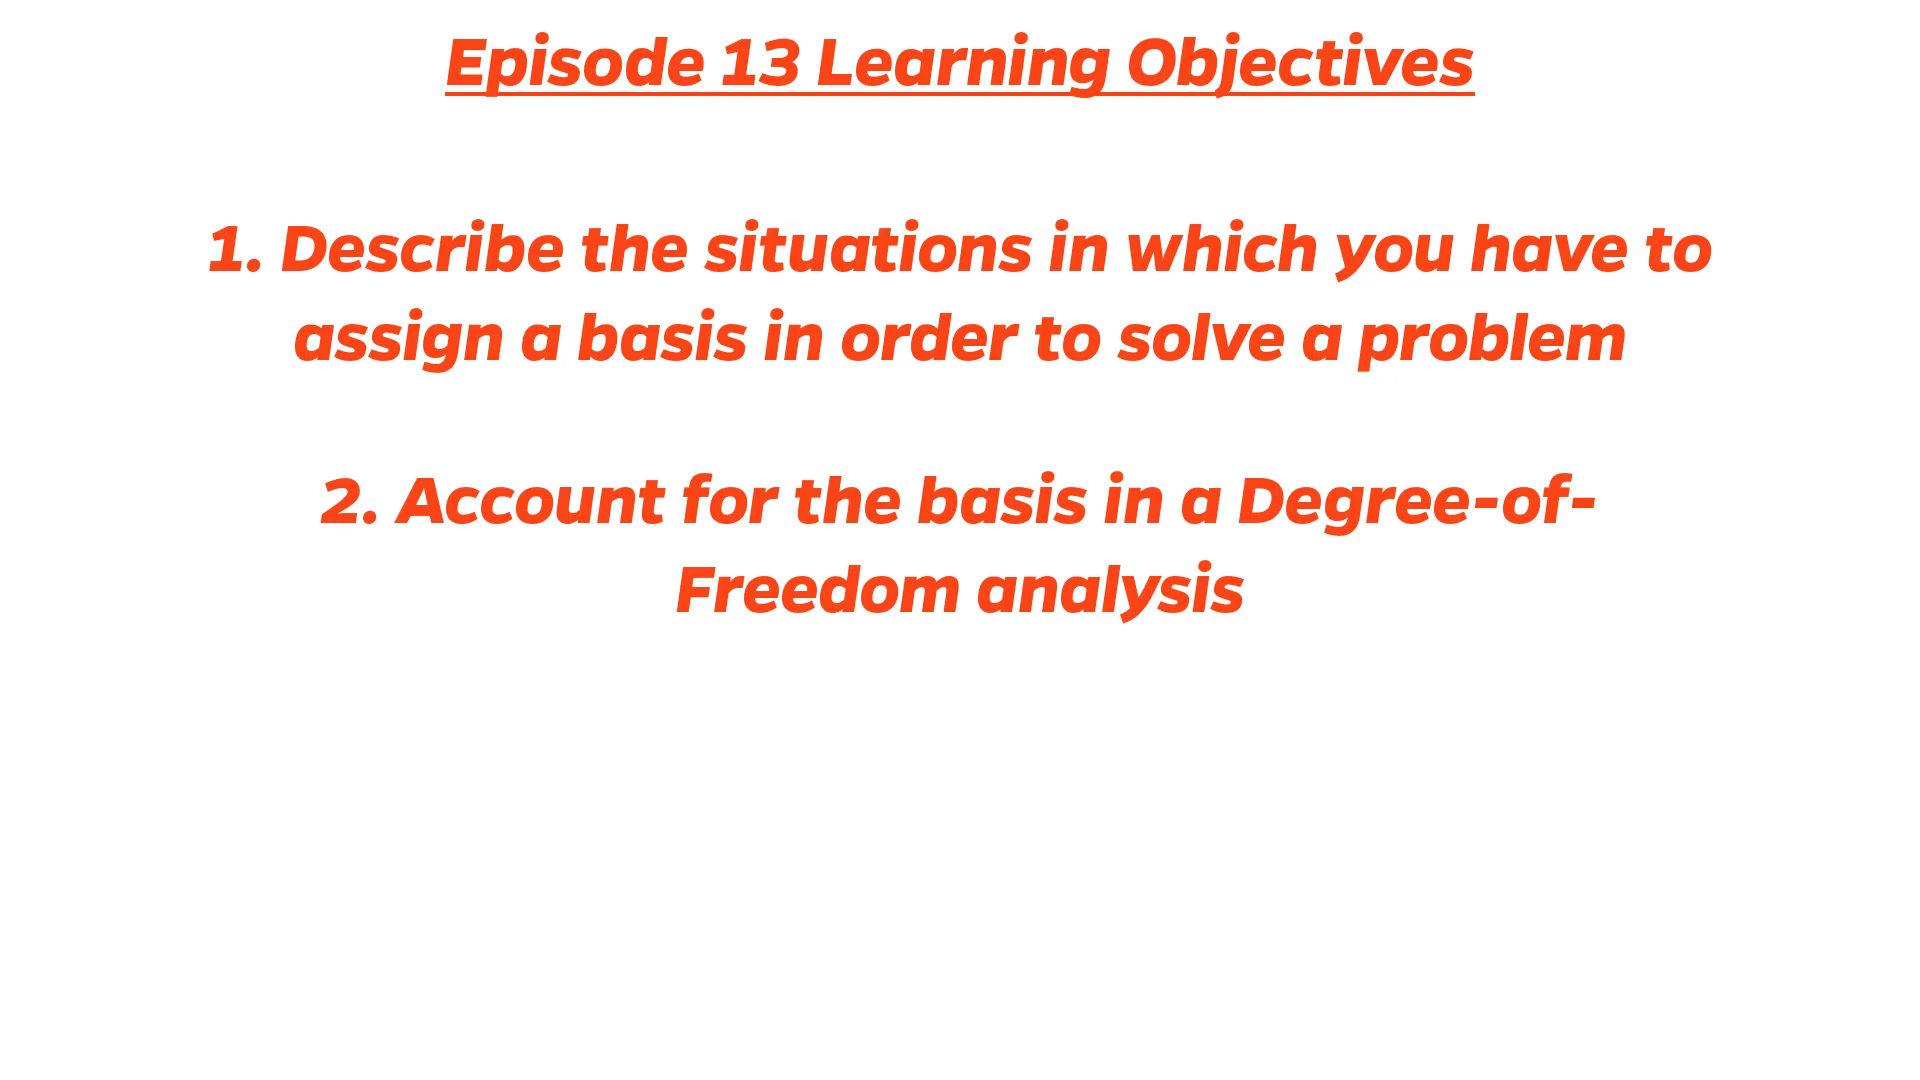 Episode 13 Learning Objectives
1. Describe the situations in which you have to
assign a basis in order to solve a problem
2. Account for the basis in a Degree-of-
Freedom analysis